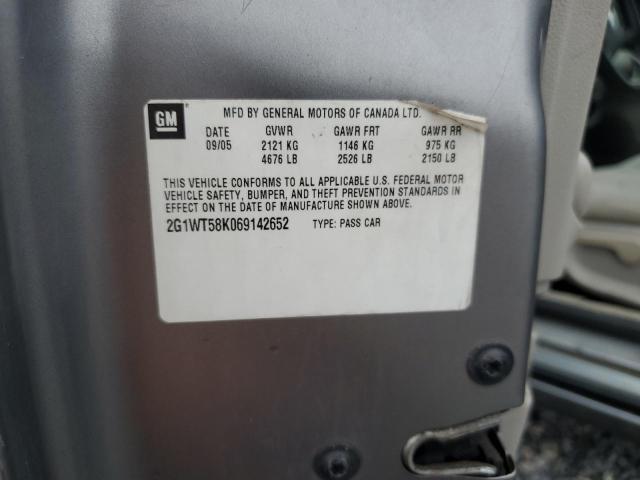 GM
MFD BY GENERAL MOTORS OF CANADA LTD.
DATE GVWR GAWR FRT GAWR RR
09/05 2121 KG 1146 KG 975 KG
4676 LB 2526 LB 2150 LB
THIS VEHICLE CONFORMS TO ALL APPLICABLE U.S. FEDERAL MOTOR
VEHICLE SAFETY, BUMPER, AND THEFT PREVENTION STANDARDS IN
EFFECT ON THE DATE OF MANUFACTURE SHOWN ABOVE.
2G1WT58K069142652 TYPE: PASS CAR